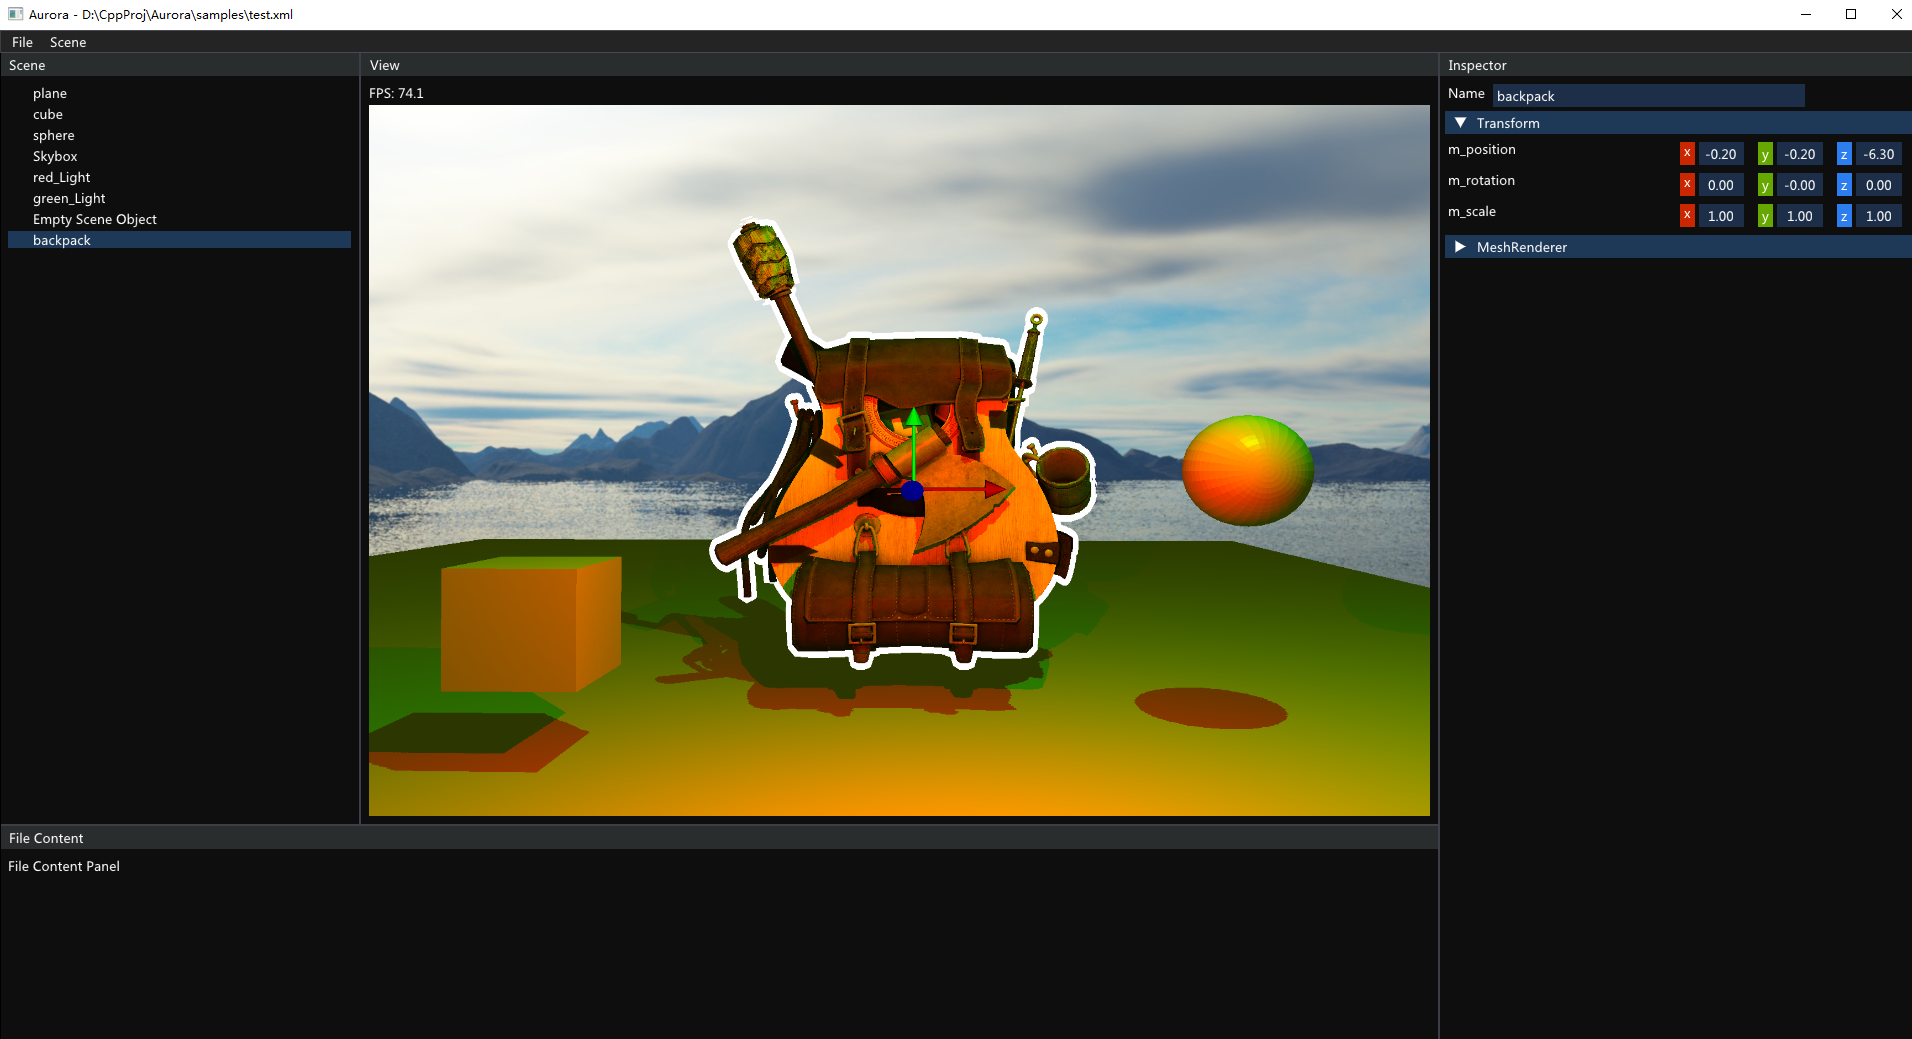 Aurora - D:\CppProj\Aurora\samples\test.xml
File Scene
Scene
plane
cube
sphere
Skybox
red_Light
green_Light
Empty Scene Object
backpack
View
FPS: 74.1
Inspector
Name backpack
Transform
m_position x -0.20 y -0.20 z -6.30
m_rotation x 0.00 y -0.00 z 0.00
m_scale x 1.00 y 1.00 z 1.00
MeshRenderer
File Content
File Content Panel